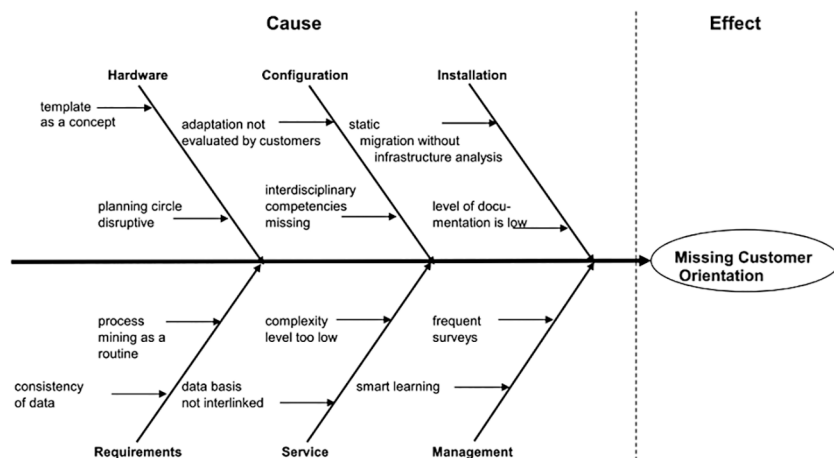 Cause
Effect
Hardware
Configuration
Installation
template
as a concept
adaptation not
evaluated by customers
static
migration without
infrastructure analysis
planning circle
disruptive
interdisciplinary
competencies
missing
level of docu-
mentation is low
Missing Customer
Orientation
process
mining as a
routine
complexity
level too low
frequent
surveys
consistency
of data
data basis
not interlinked
smart learning
Requirements
Service
Management